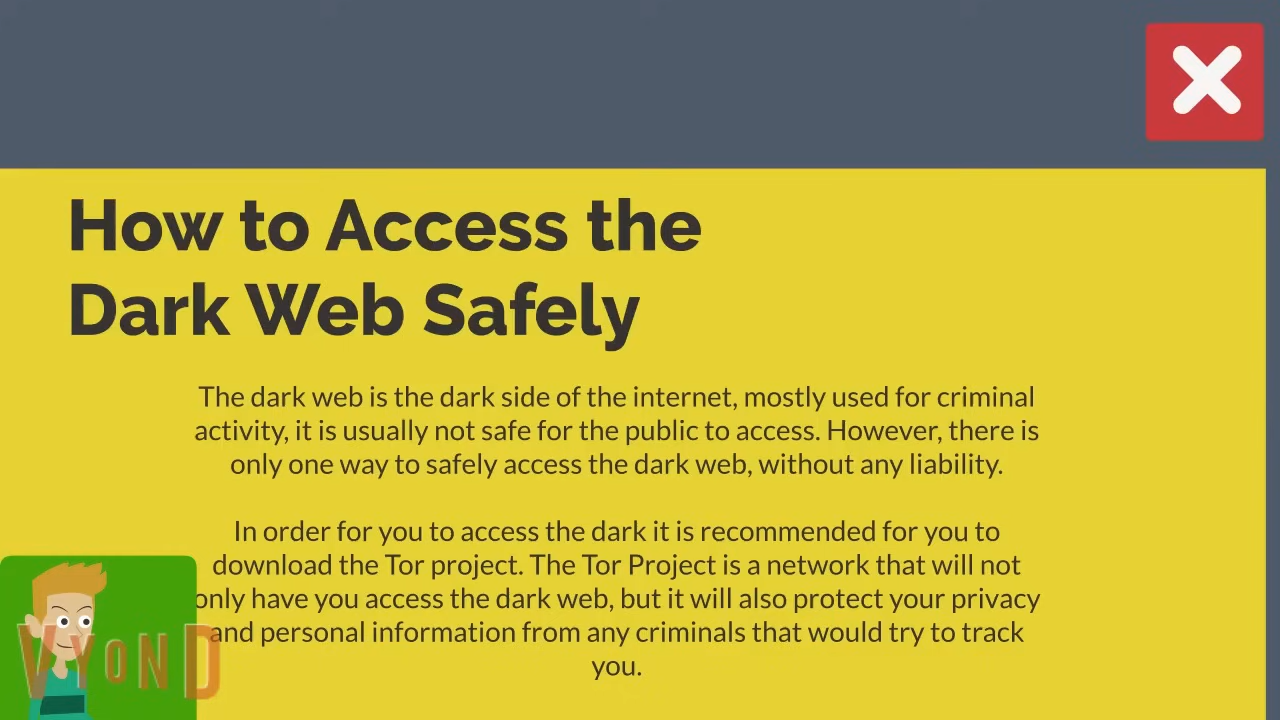 How to Access the
Dark Web Safely
The dark web is the dark side of the internet, mostly used for criminal
activity, it is usually not safe for the public to access. However, there is
only one way to safely access the dark web, without any liability.
In order for you to access the dark it is recommended for you to
download the Tor project. The Tor Project is a network that will not
only have you access the dark web, but it will also protect your privacy
and personal information from any criminals that would try to track
you.
VYOND